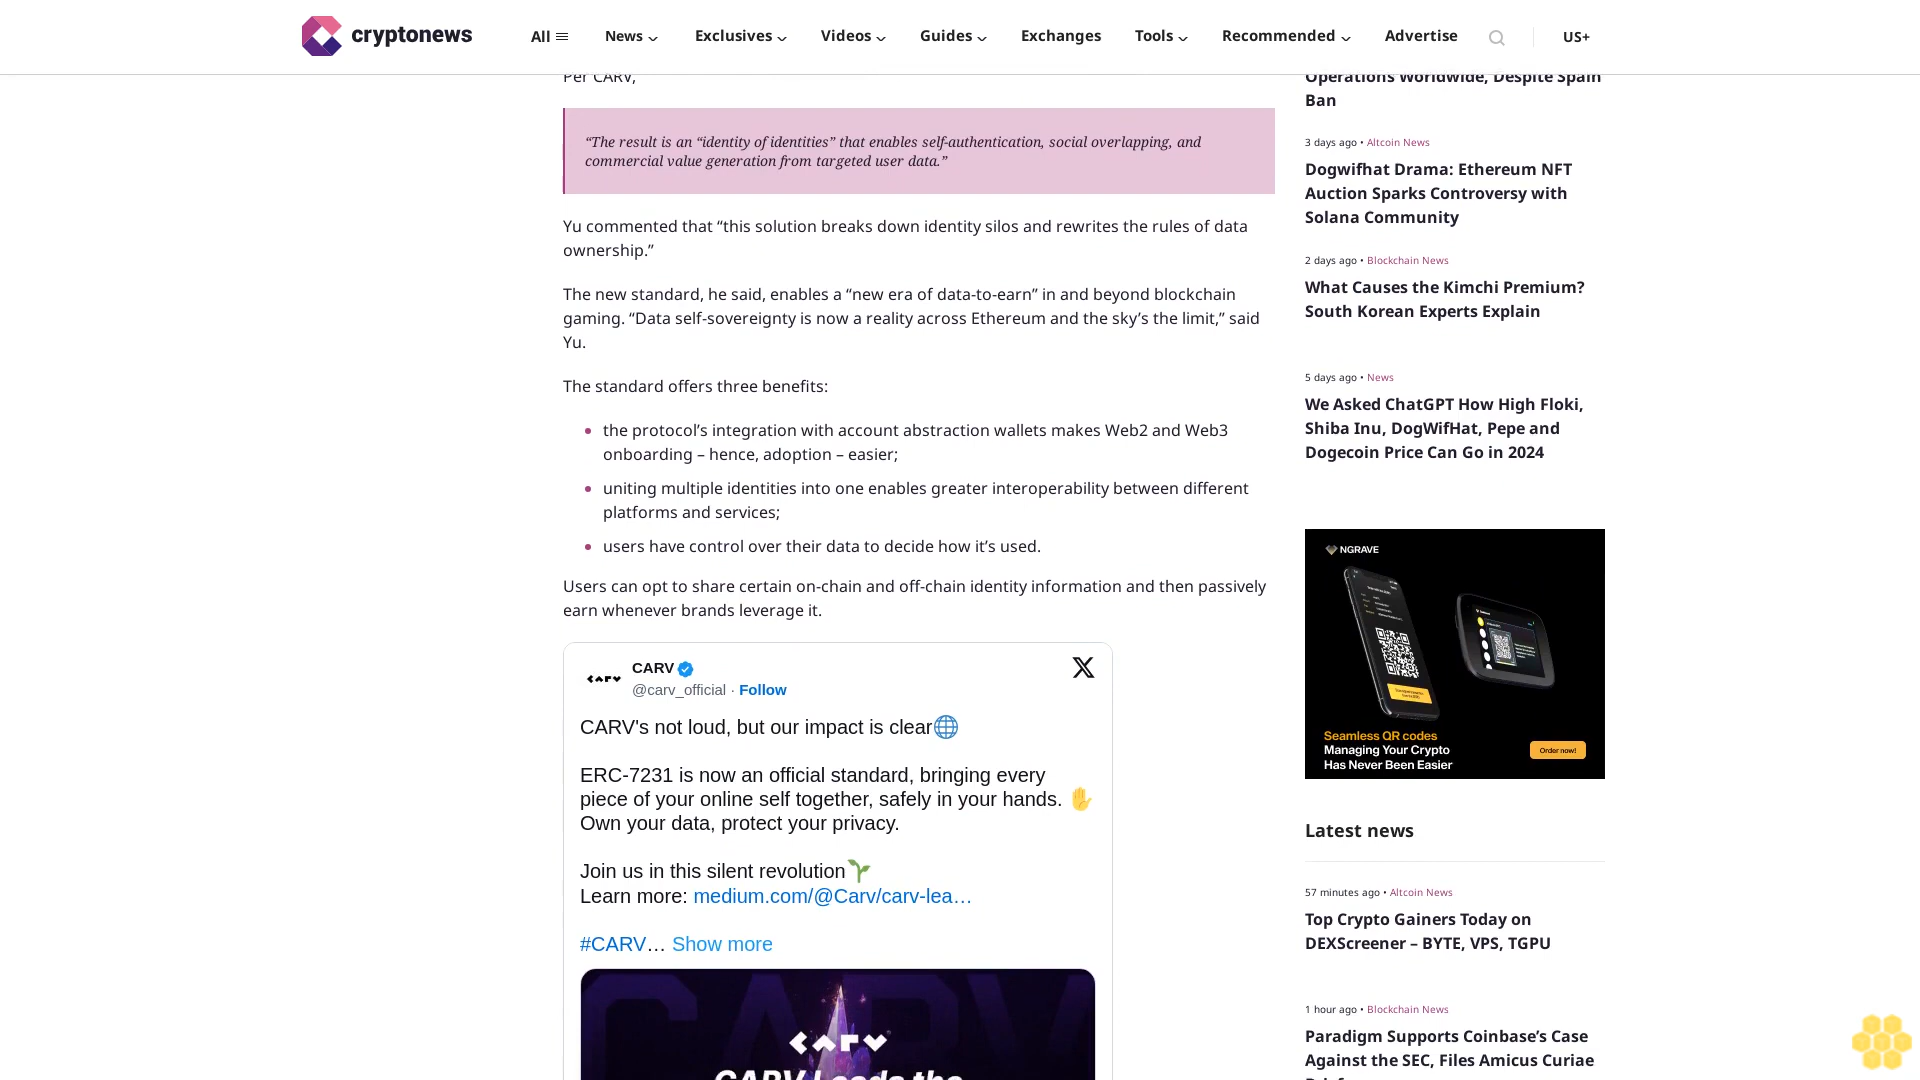 cryptonews
All
News
Exclusives
Videos
Guides
Exchanges
Tools
Recommended
Advertise
US+
Per CARV,
“The result is an “identity of identities” that enables self-authentication, social overlapping, and
commercial value generation from targeted user data.”
Yu commented that “this solution breaks down identity silos and rewrites the rules of data
ownership.”
The new standard, he said, enables a “new era of data-to-earn” in and beyond blockchain
gaming. “Data self-sovereignty is now a reality across Ethereum and the sky’s the limit,” said
Yu.
The standard offers three benefits:
the protocol’s integration with account abstraction wallets makes Web2 and Web3
onboarding – hence, adoption – easier;
uniting multiple identities into one enables greater interoperability between different
platforms and services;
users have control over their data to decide how it’s used.
Users can opt to share certain on-chain and off-chain identity information and then passively
earn whenever brands leverage it.
CARV
@carv_official · Follow
CARV's not loud, but our impact is clear🌐
ERC-7231 is now an official standard, bringing every
piece of your online self together, safely in your hands. ✋
Own your data, protect your privacy.
Join us in this silent revolution🌱
Learn more: medium.com/@Carv/carv-lea…
#CARV… Show more
CARV
CARV Leads the
Operations Worldwide, Despite Spain
Ban
3 days ago • Altcoin News
Dogwifhat Drama: Ethereum NFT
Auction Sparks Controversy with
Solana Community
2 days ago • Blockchain News
What Causes the Kimchi Premium?
South Korean Experts Explain
5 days ago • News
We Asked ChatGPT How High Floki,
Shiba Inu, DogWifHat, Pepe and
Dogecoin Price Can Go in 2024
NGRAVE
Seamless QR codes
Managing Your Crypto
Has Never Been Easier
Order now!
Latest news
57 minutes ago • Altcoin News
Top Crypto Gainers Today on
DEXScreener – BYTE, VPS, TGPU
1 hour ago • Blockchain News
Paradigm Supports Coinbase’s Case
Against the SEC, Files Amicus Curiae